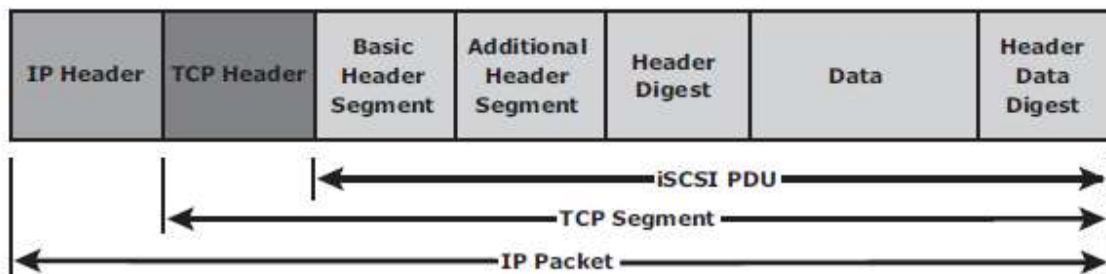 IP Header
TCP Header
Basic
Header
Segment
Additional
Header
Segment
Header
Digest
Data
Header
Data
Digest
iSCSI PDU
TCP Segment
IP Packet